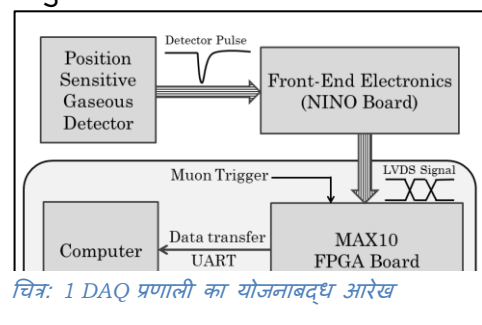 Detector Pulse
Position
Sensitive
Gaseous
Detector
Front-End Electronics
(NINO Board)
LVDS Signal
Muon Trigger
Computer
Data transfer
UART
MAX10
FPGA Board
चित्र: 1 DAQ प्रणाली का योजनाबद्ध आरेख